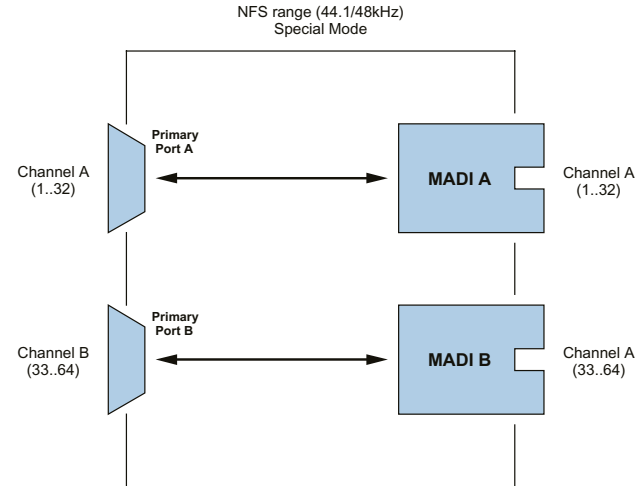 NFS range (44.1/48kHz)
Special Mode
Primary
Port A
Channel A
(1..32)
MADI A
Channel A
(1..32)
Primary
Port B
Channel B
(33..64)
MADI B
Channel A
(33..64)